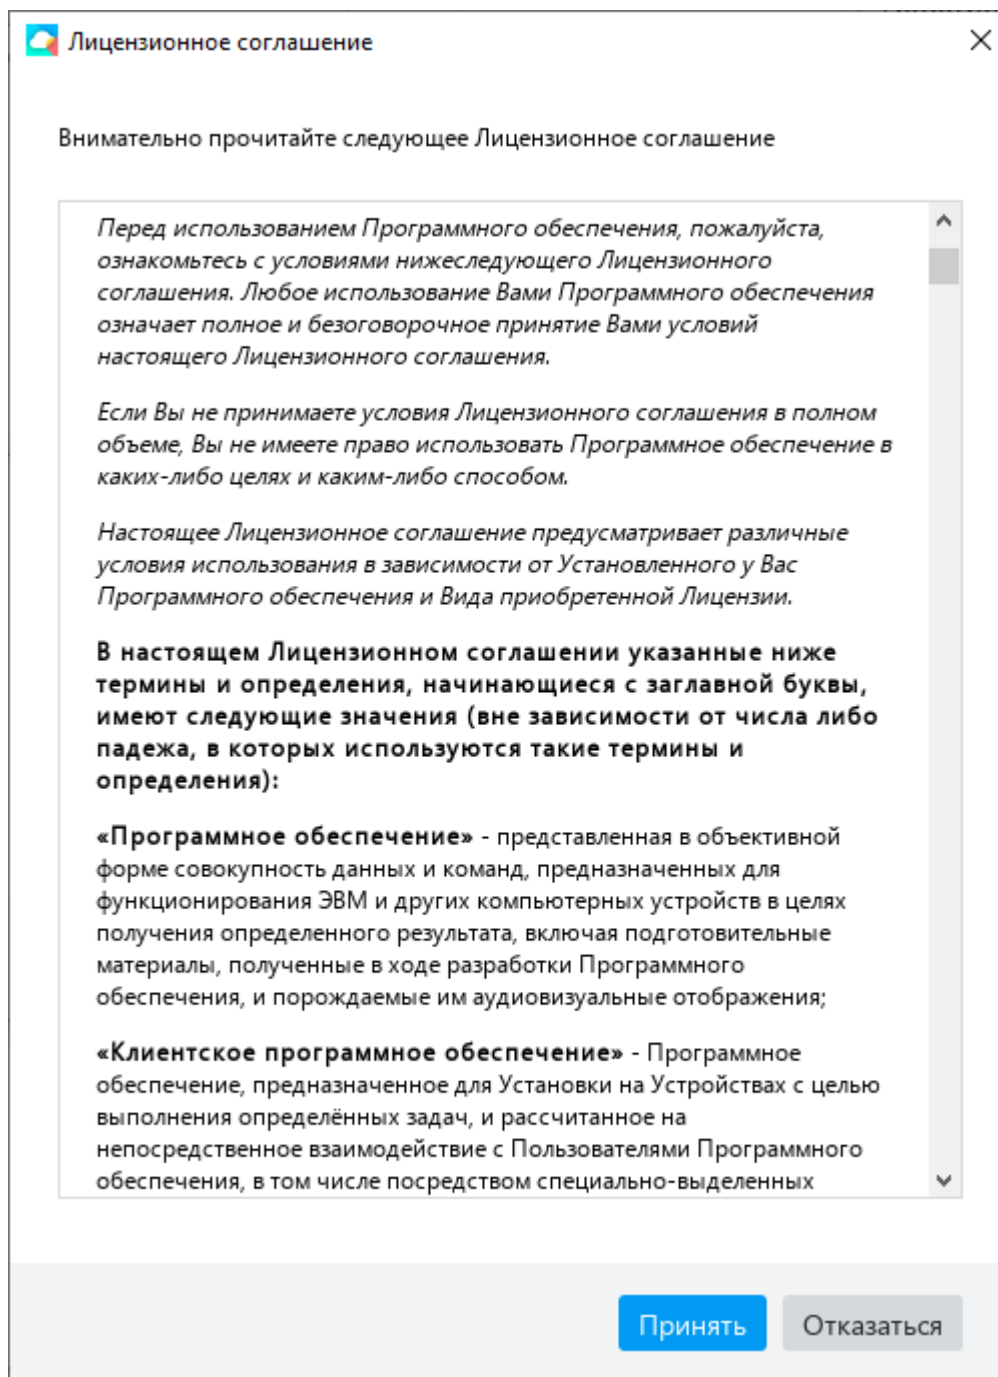 Лицензионное соглашение
Внимательно прочитайте следующее Лицензионное соглашение
Перед использованием Программного обеспечения, пожалуйста,
ознакомьтесь с условиями нижеследующего Лицензионного
соглашения. Любое использование Вами Программного обеспечения
означает полное и безоговорочное принятие Вами условий
настоящего Лицензионного соглашения.
Если Вы не принимаете условия Лицензионного соглашения в полном
объеме, Вы не имеете право использовать Программное обеспечение в
каких-либо целях и каким-либо способом.
Настоящее Лицензионное соглашение предусматривает различные
условия использования в зависимости от Установленного у Вас
Программного обеспечения и Вида приобретенной Лицензии.
В настоящем Лицензионном соглашении указанные ниже
термины и определения, начинающиеся с заглавной буквы,
имеют следующие значения (вне зависимости от числа либо
падежа, в которых используются такие термины и
определения):
«Программное обеспечение» - представленная в объективной
форме совокупность данных и команд, предназначенных для
функционирования ЭВМ и других компьютерных устройств в целях
получения определенного результата, включая подготовительные
материалы, полученные в ходе разработки Программного
обеспечения, и порождаемые им аудиовизуальные отображения;
«Клиентское программное обеспечение» - Программное
обеспечение, предназначенное для Установки на Устройствах с целью
выполнения определённых задач, и рассчитанное на
непосредственное взаимодействие с Пользователями Программного
обеспечения, в том числе посредством специально-выделенных
Принять
Отказаться